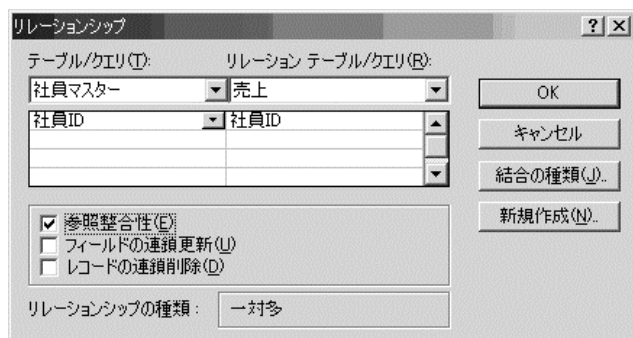 リレーションシップ
テーブル/クエリ(T): リレーション テーブル/クエリ(R):
社員マスター 売上 OK
社員ID 社員ID
キャンセル
結合の種類(J)..
新規作成(N)..
参照整合性(E)
フィールドの連鎖更新(U)
レコードの連鎖削除(D)
リレーションシップの種類: 一対多